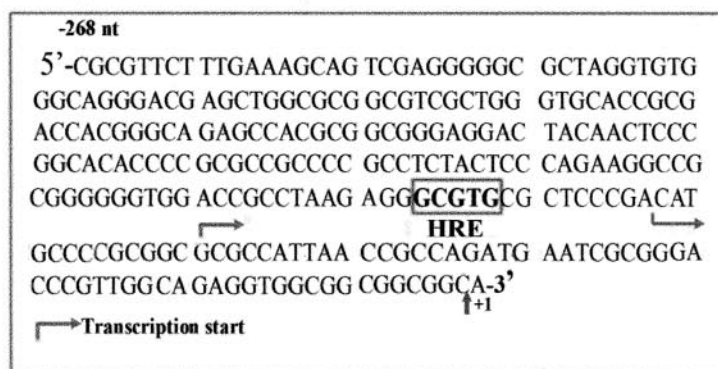 -268 nt
5’-CGCGTTCT TTGAAAGCAG TCGAGGGGGC GCTAGGTGTG
GGCAGGGACG AGCTGGCGCG GCGTCGCTGG GTGCACCGCG
ACCACGGGCA GAGCCACGCG GCGGGAGGAC TACAACTCCC
GGCACACCCC GCGCCGCCCC GCCTCTACTCC CAGAAGGCCG
CGGGGGGTGG ACCGCCTAAG AGGGCGTGCG CTCCCGACAT
HRE
GCCCCGCGGC GCGCCATTAA CCGCCAGATG AATCGCGGGA
CCCGTTGGCA GAGGTGGCGG CGGCGGCA-3’
+1
Transcription start